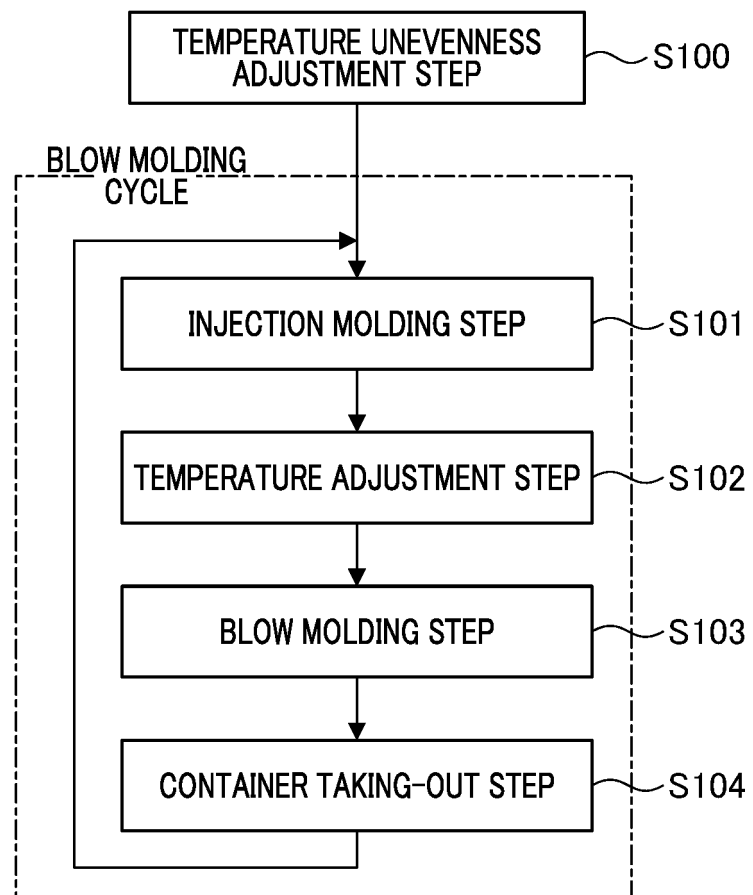 TEMPERATURE UNEVENNESS
ADJUSTMENT STEP
S100
BLOW MOLDING
CYCLE
INJECTION MOLDING STEP
S101
TEMPERATURE ADJUSTMENT STEP
S102
BLOW MOLDING STEP
S103
CONTAINER TAKING-OUT STEP
S104